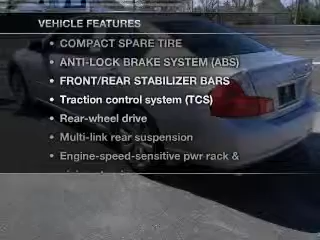 VEHICLE FEATURES
• COMPACT SPARE TIRE
• ANTI-LOCK BRAKE SYSTEM (ABS)
• FRONT/REAR STABILIZER BARS
• Traction control system (TCS)
• Rear-wheel drive
• Multi-link rear suspension
• Engine-speed-sensitive pwr rack &